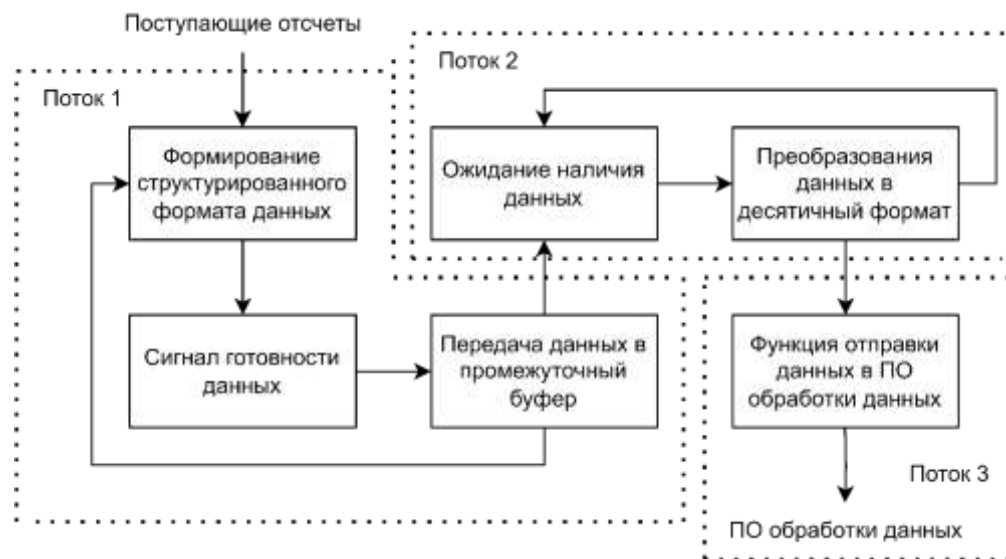 Поступающие отсчеты
Поток 1
Формирование
структурированного
формата данных
Сигнал готовности
данных
Передача данных в
промежуточный
буфер
Поток 2
Ожидание наличия
данных
Преобразования
данных в
десятичный формат
Функция отправки
данных в ПО
обработки данных
Поток 3
ПО обработки данных